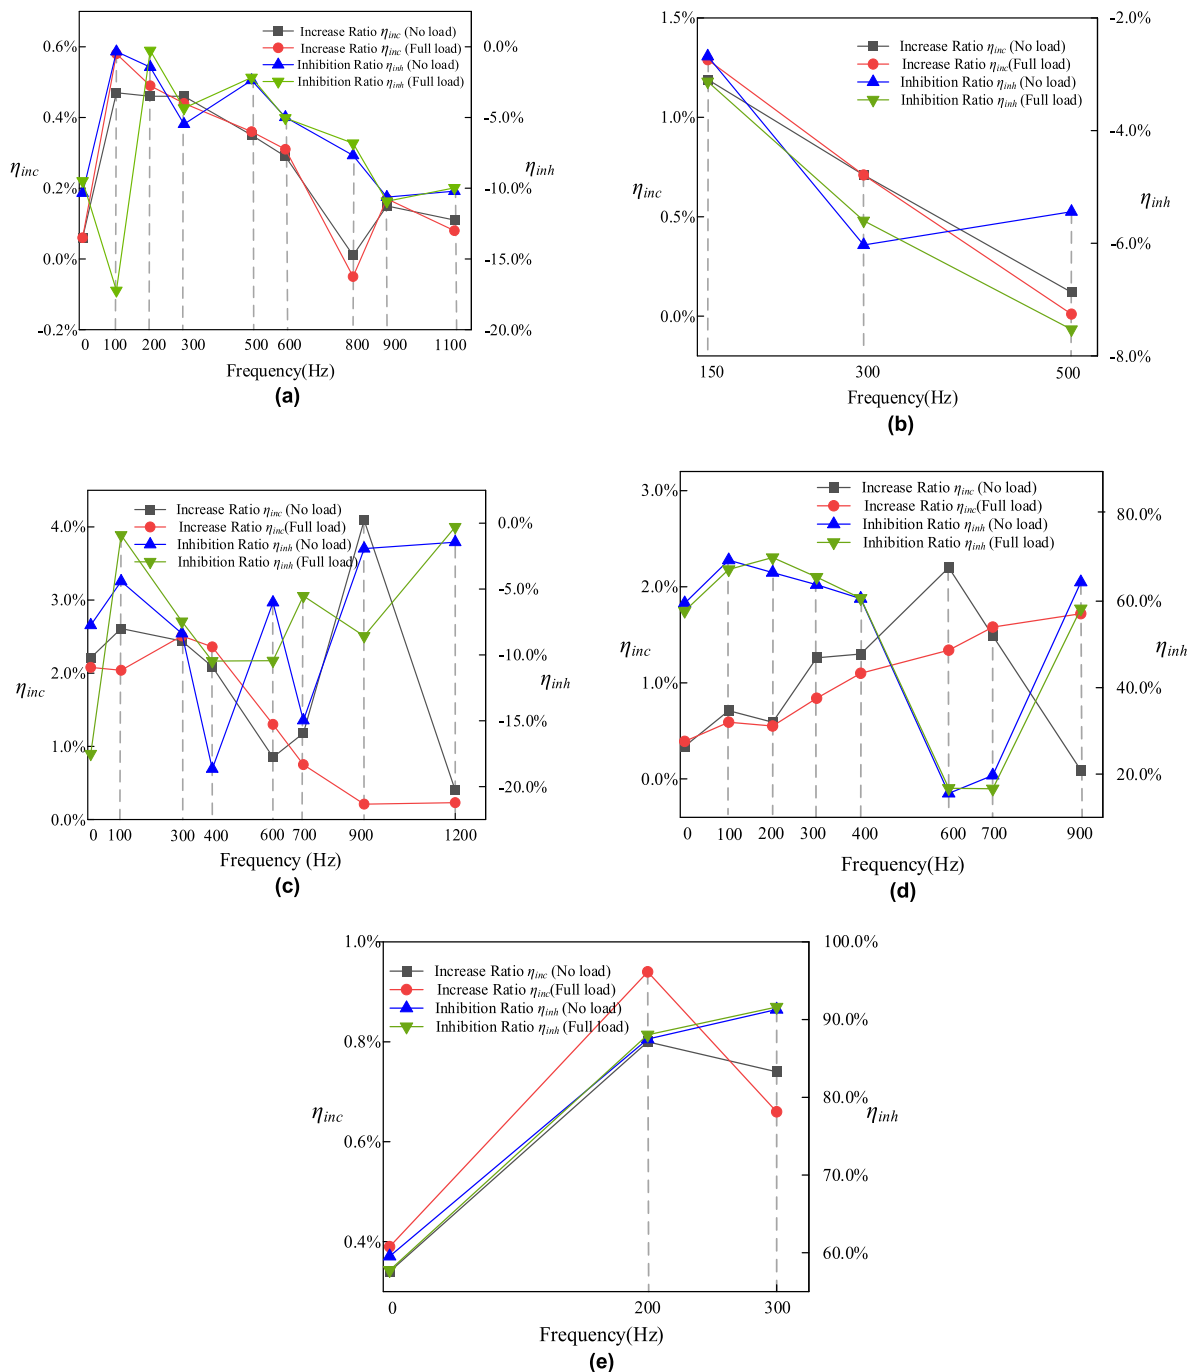 Increase Ratio ηinc (No load)
Increase Ratio ηinc (Full load)
Inhibition Ratio ηinh (No load)
Inhibition Ratio ηinh (Full load)
0.6%
0.4%
0.2%
0.0%
-0.2%
0.0%
-5.0%
-10.0%
-15.0%
-20.0%
ηinc
ηinh
0 100 200 300 500 600 800 900 1100
Frequency(Hz)
(a)
Increase Ratio ηinc (No load)
Increase Ratio ηinc(Full load)
Inhibition Ratio ηinh (No load)
Inhibition Ratio ηinh (Full load)
1.5%
1.0%
0.5%
0.0%
-2.0%
-4.0%
-6.0%
-8.0%
ηinc
ηinh
150 300 500
Frequency(Hz)
(b)
Increase Ratio ηinc (No load)
Increase Ratio ηinc(Full load)
Inhibition Ratio ηinh (No load)
Inhibition Ratio ηinh (Full load)
4.0%
3.0%
2.0%
1.0%
0.0%
0.0%
-5.0%
-10.0%
-15.0%
-20.0%
ηinc
ηinh
0 100 300 400 600 700 900 1200
Frequency (Hz)
(c)
Increase Ratio ηinc (No load)
Increase Ratio ηinc(Full load)
Inhibition Ratio ηinh (No load)
Inhibition Ratio ηinh (Full load)
3.0%
2.0%
1.0%
0.0%
80.0%
60.0%
40.0%
20.0%
ηinc
ηinh
0 100 200 300 400 600 700 900
Frequency(Hz)
(d)
Increase Ratio ηinc (No load)
Increase Ratio ηinc(Full load)
Inhibition Ratio ηinh (No load)
Inhibition Ratio ηinh (Full load)
1.0%
0.8%
0.6%
0.4%
100.0%
90.0%
80.0%
70.0%
60.0%
ηinc
ηinh
0 200 300
Frequency(Hz)
(e)